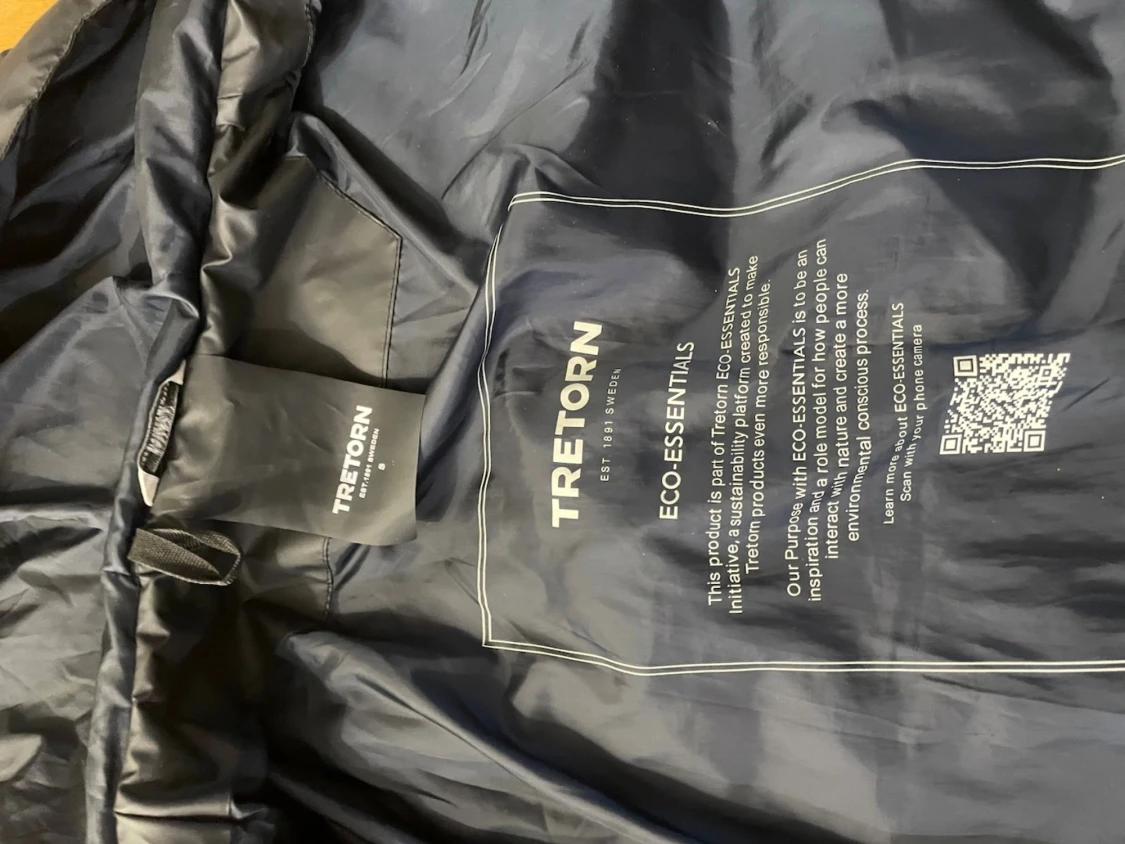 TRETORN
EST. 1891 SWEDEN
S
TRETORN
EST 1891 SWEDEN
ECO-ESSENTIALS
This product is part of Tretorn ECO-ESSENTIALS
Initiative, a sustainability platform created to make
Tretorn products even more responsible.
Our Purpose with ECO-ESSENTIALS is to be an
inspiration and a role model for how people can
interact with nature and create a more
environmental conscious process.
Learn more about ECO-ESSENTIALS
Scan with your phone camera